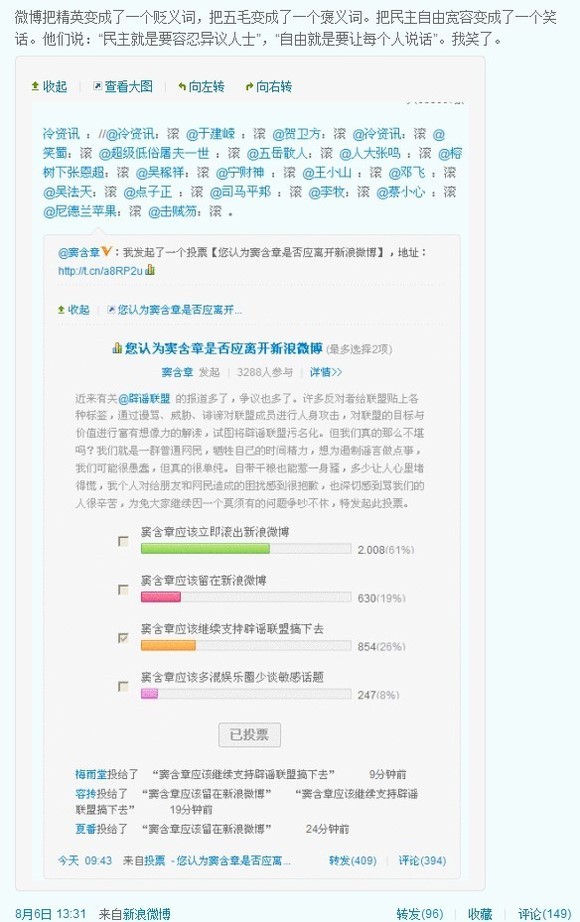 微博把精英变成了一个贬义词，把五毛变成了一个褒义词。把民主自由宽容变成了一个笑
话。他们说：“民主就是要容忍异议人士”，“自由就是要让每个人说话”。我笑了。
收起 查看大图 向左转 向右转
冷资讯 ：//@冷资讯：滚 @于建嵘 ：滚 @贺卫方：滚 @冷资讯：滚 @
笑蜀：滚 @超级低俗屠夫一世 ：滚 @五岳散人：滚 @人大张鸣 ：滚 @榕
树下张恩超：滚 @吴稼祥：滚 @宁财神 ：滚 @王小山 ：滚 @邓飞 ：滚
@吴法天：滚 @点子正 ：滚 @司马平邦 ：滚 @李牧：滚 @慕小心 ：滚
@尼德兰苹果：滚 @击贼笏：滚 。
@窦含章：我发起了一个投票【您认为窦含章是否应离开新浪微博】，地址：
http://t.cn/a8RP2u
收起 您认为窦含章是否应离开...
您认为窦含章是否应离开新浪微博 (最多选择2项)
窦含章 发起 3288人参与 详情>>
近来有关@辟谣联盟 的报道多了，争议也多了。许多反对者给联盟贴上各
种标签，通过谩骂、威胁、诽谤对联盟成员进行人身攻击，对联盟的目标与
价值进行富有想像力的解读，试图将辟谣联盟污名化。但我们真的那么不堪
吗？我们就是一群普通网民，牺牲自己的时间精力，想为遏制谣言做点事，
我们可能很愚蠢，但真的很单纯。自带干粮也能惹一身骚，多少让人心里堵
得慌，我个人对给朋友和网民造成的困扰感到很抱歉，也深切感到骂我们的
人很辛苦，为免大家继续因一个莫须有的问题争吵不休，特发起此投票。
窦含章应该立即滚出新浪微博
2,008(61%)
窦含章应该留在新浪微博
630(19%)
窦含章应该继续支持辟谣联盟搞下去
854(26%)
窦含章应该多混娱乐圈少谈敏感话题
247(8%)
已投票
梅雨堂投给了 “窦含章应该继续支持辟谣联盟搞下去” 9分钟前
容拎投给了 “窦含章应该留在新浪微博” “窦含章应该继续支持辟谣
联盟搞下去” 19分钟前
夏番投给了 “窦含章应该留在新浪微博” 24分钟前
今天 09:43 来自投票 - 您认为窦含章是否应离... 转发(409) 评论(394)
8月6日 13:31 来自新浪微博 转发(96) 收藏 评论(149)